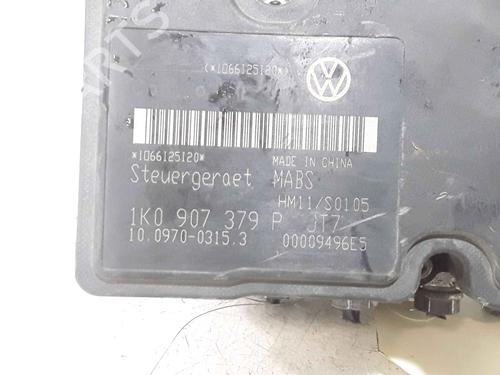 (*1066125120*)
*1066125120*
MADE IN CHINA
Steuergeraet MABS
HM11/S0105
1K0 907 379 P JT7
10.0970-0315.3
00009496E5